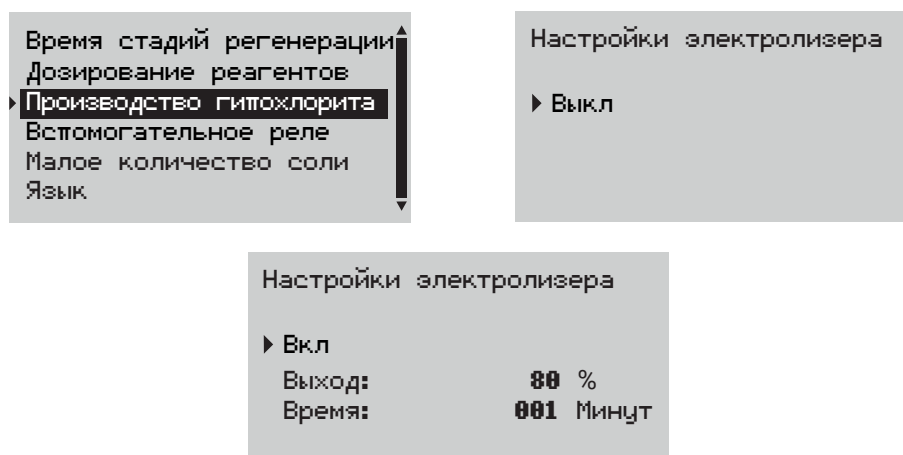 Время стадий регенерации
Дозирование реагентов
Производство гипохлорита
Вспомогательное реле
Малое количество соли
Язык
Настройки электролизера
Выкл
Настройки электролизера
Вкл
Выход: 80 %
Время: 001 Минут